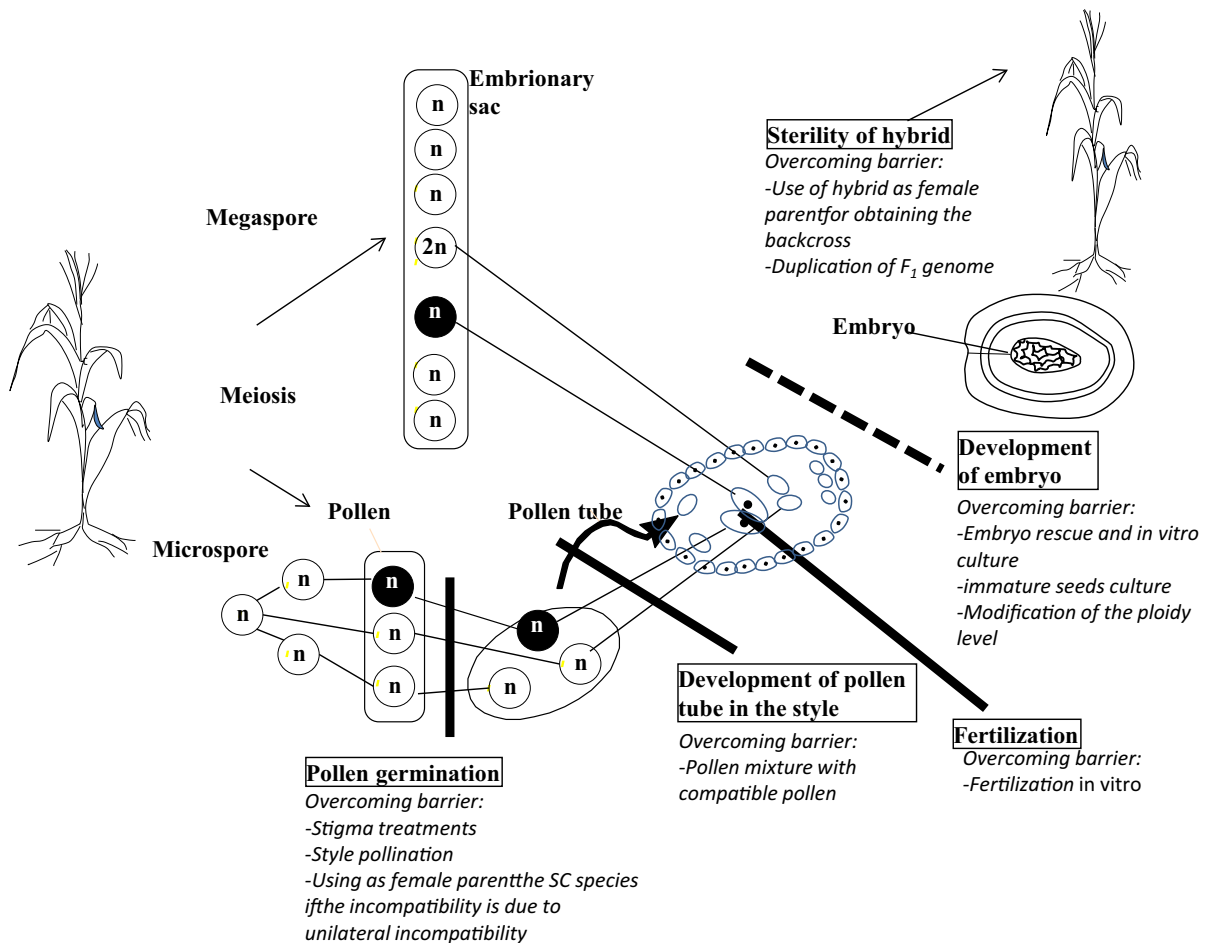 Embrionary
sac
n
n
n
2n
n
n
n
Megaspore
Meiosis
Microspore
Pollen
n
n
n
n
n
n
Pollen tube
n
n
n
Pollen germination
Overcoming barrier:
-Stigma treatments
-Style pollination
-Using as female parentthe SC species
ifthe incompatibility is due to
unilateral incompatibility
Development of pollen
tube in the style
Overcoming barrier:
-Pollen mixture with
compatible pollen
Fertilization
Overcoming barrier:
-Fertilization in vitro
Development
of embryo
Overcoming barrier:
-Embryo rescue and in vitro
culture
-immature seeds culture
-Modification of the ploidy
level
Embryo
Sterility of hybrid
Overcoming barrier:
-Use of hybrid as female
parentfor obtaining the
backcross
-Duplication of F1 genome